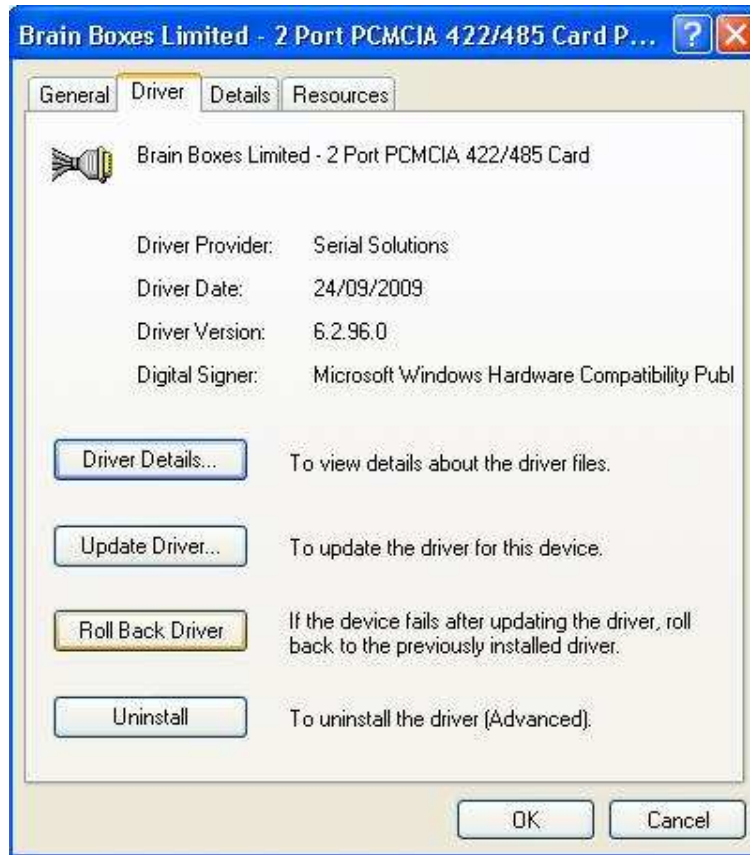 Brain Boxes Limited - 2 Port PCMCIA 422/485 Card P... ?
General Driver Details Resources
Brain Boxes Limited - 2 Port PCMCIA 422/485 Card
Driver Provider: Serial Solutions
Driver Date: 24/09/2009
Driver Version: 6.2.96.0
Digital Signer: Microsoft Windows Hardware Compatibility Publ
Driver Details... To view details about the driver files.
Update Driver... To update the driver for this device.
Roll Back Driver If the device fails after updating the driver, roll
back to the previously installed driver.
Uninstall To uninstall the driver (Advanced).
OK Cancel